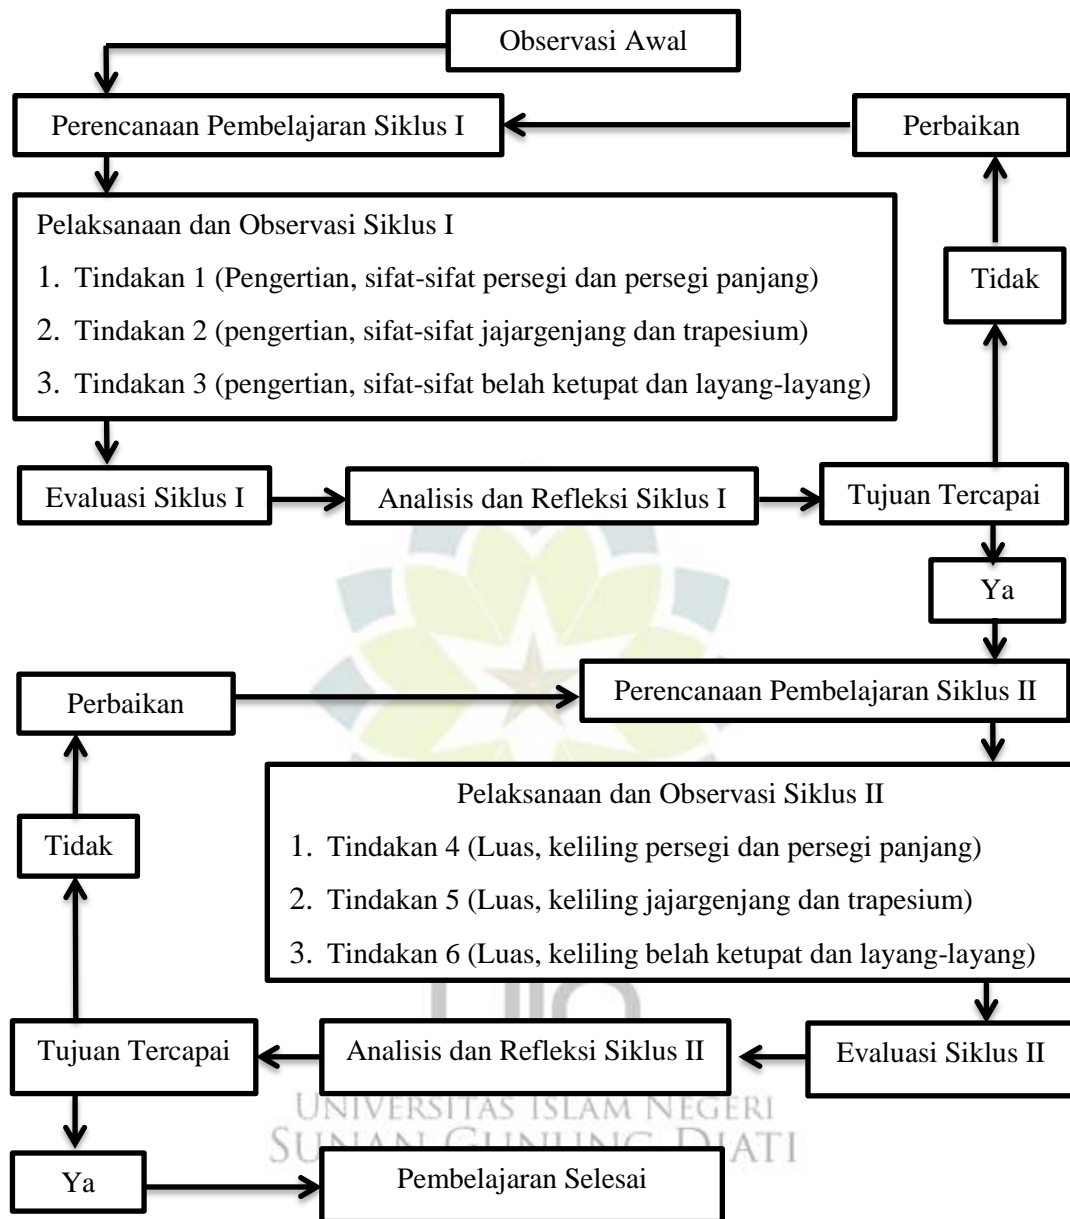 Observasi Awal
Perencanaan Pembelajaran Siklus I
Perbaikan
Pelaksanaan dan Observasi Siklus I
1. Tindakan 1 (Pengertian, sifat-sifat persegi dan persegi panjang)
2. Tindakan 2 (pengertian, sifat-sifat jajargenjang dan trapesium)
3. Tindakan 3 (pengertian, sifat-sifat belah ketupat dan layang-layang)
Tidak
Evaluasi Siklus I
Analisis dan Refleksi Siklus I
Tujuan Tercapai
Ya
Perbaikan
Perencanaan Pembelajaran Siklus II
Tidak
Pelaksanaan dan Observasi Siklus II
1. Tindakan 4 (Luas, keliling persegi dan persegi panjang)
2. Tindakan 5 (Luas, keliling jajargenjang dan trapesium)
3. Tindakan 6 (Luas, keliling belah ketupat dan layang-layang)
Tujuan Tercapai
Analisis dan Refleksi Siklus II
Evaluasi Siklus II
UNIVERSITAS ISLAM NEGERI
SUNAN GUNUNG DJATI
Ya
Pembelajaran Selesai